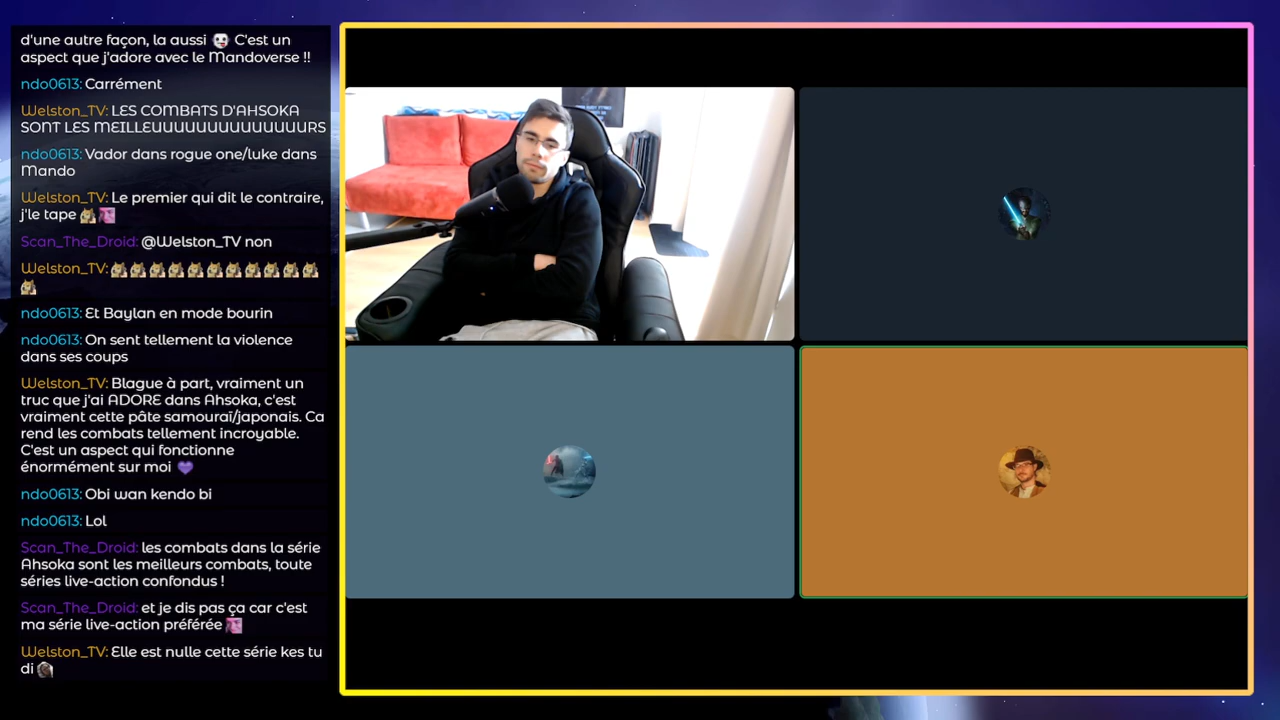 d'une autre façon, la aussi C'est un
aspect que j'adore avec le Mandoverse !!
ndo0613: Carrément
Welston_TV: LES COMBATS D'AHSOKA
SONT LES MEILLEUUUUUUUUUUUUUURS
ndo0613: Vador dans rogue one/luke dans
Mando
Welston_TV: Le premier qui dit le contraire,
j'le tape
Scan_The_Droid: @Welston_TV non
Welston_TV:
ndo0613: Et Baylan en mode bourin
ndo0613: On sent tellement la violence
dans ses coups
Welston_TV: Blague à part, vraiment un
truc que j'ai ADORE dans Ahsoka, c'est
vraiment cette pâte samouraï/japonais. Ca
rend les combats tellement incroyable.
C'est un aspect qui fonctionne
énormément sur moi 💜
ndo0613: Obi wan kendo bi
ndo0613: Lol
Scan_The_Droid: les combats dans la série
Ahsoka sont les meilleurs combats, toute
séries live-action confondus !
Scan_The_Droid: et je dis pas ça car c'est
ma série live-action préférée
Welston_TV: Elle est nulle cette série kes tu
di